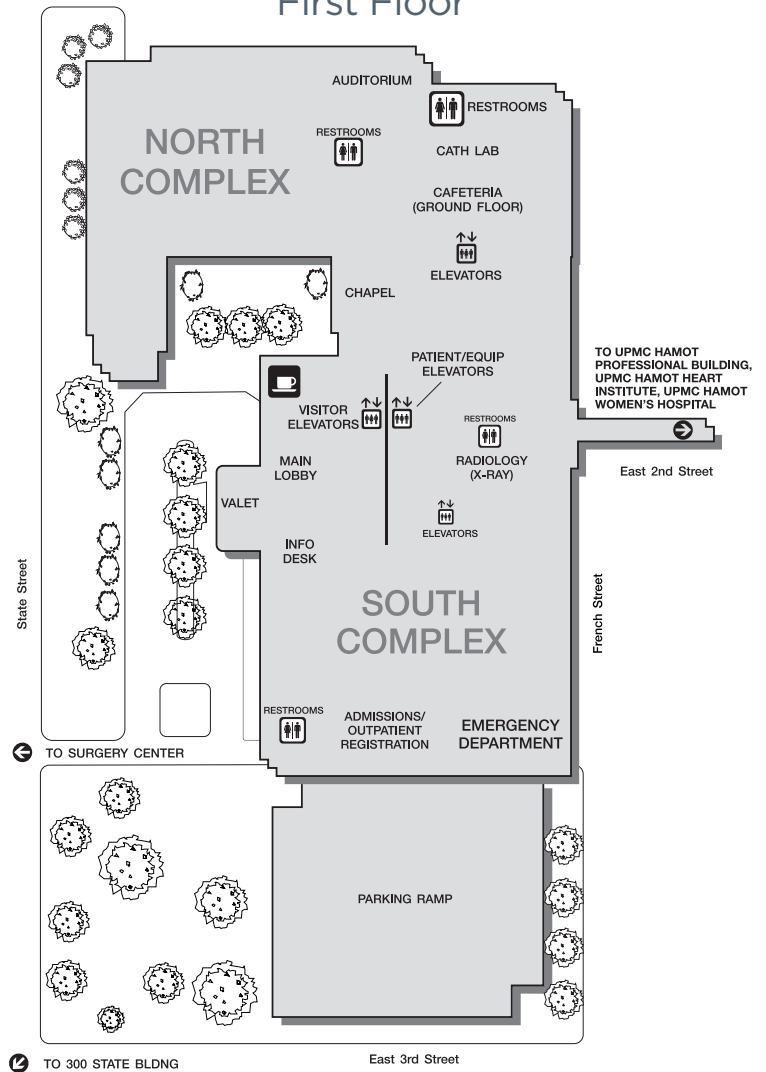 First Floor
AUDITORIUM
RESTROOMS
RESTROOMS
NORTH
COMPLEX
CATH LAB
CAFETERIA
(GROUND FLOOR)
ELEVATORS
CHAPEL
PATIENT/EQUIP
ELEVATORS
TO UPMC HAMOT
PROFESSIONAL BUILDING,
UPMC HAMOT HEART
INSTITUTE, UPMC HAMOT
WOMEN'S HOSPITAL
VISITOR
ELEVATORS
RESTROOMS
MAIN
LOBBY
RADIOLOGY
(X-RAY)
East 2nd Street
VALET
ELEVATORS
INFO
DESK
State Street
French Street
SOUTH
COMPLEX
RESTROOMS
ADMISSIONS/
OUTPATIENT
REGISTRATION
EMERGENCY
DEPARTMENT
TO SURGERY CENTER
PARKING RAMP
East 3rd Street
TO 300 STATE BLDNG